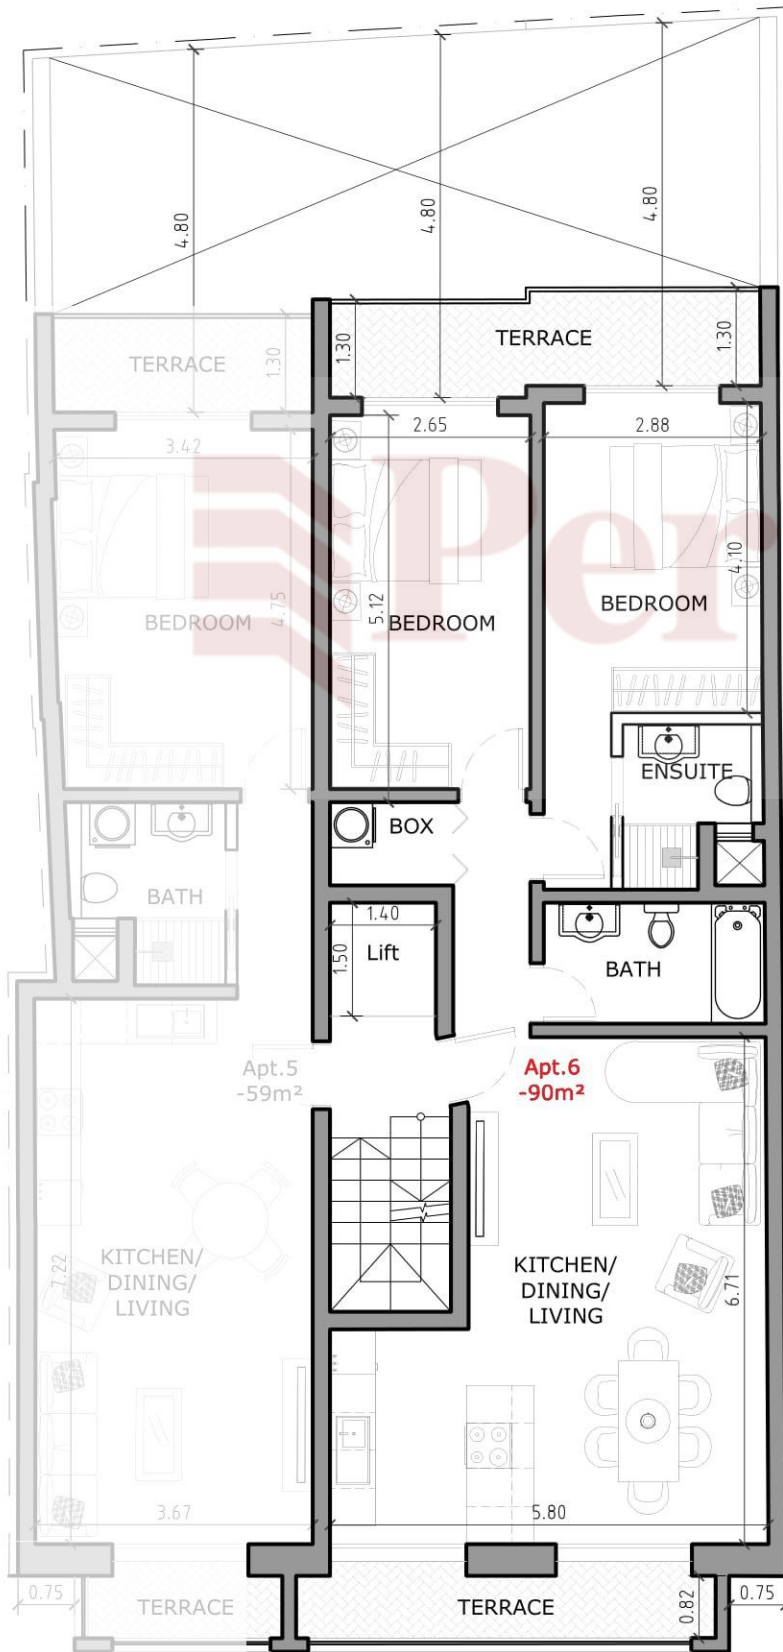 4.80
4.80
4.80
TERRACE
1.30
1.30
TERRACE
1.30
3.42
2.65
2.88
Per
4.75
5.12
4.10
BEDROOM
BEDROOM
BEDROOM
ENSUITE
BOX
BATH
1.40
1.50
Lift
BATH
Apt.5
-59m²
Apt.6
-90m²
KITCHEN/
DINING/
LIVING
7.22
KITCHEN/
DINING/
LIVING
6.71
3.67
5.80
0.75
TERRACE
TERRACE
0.82
0.75